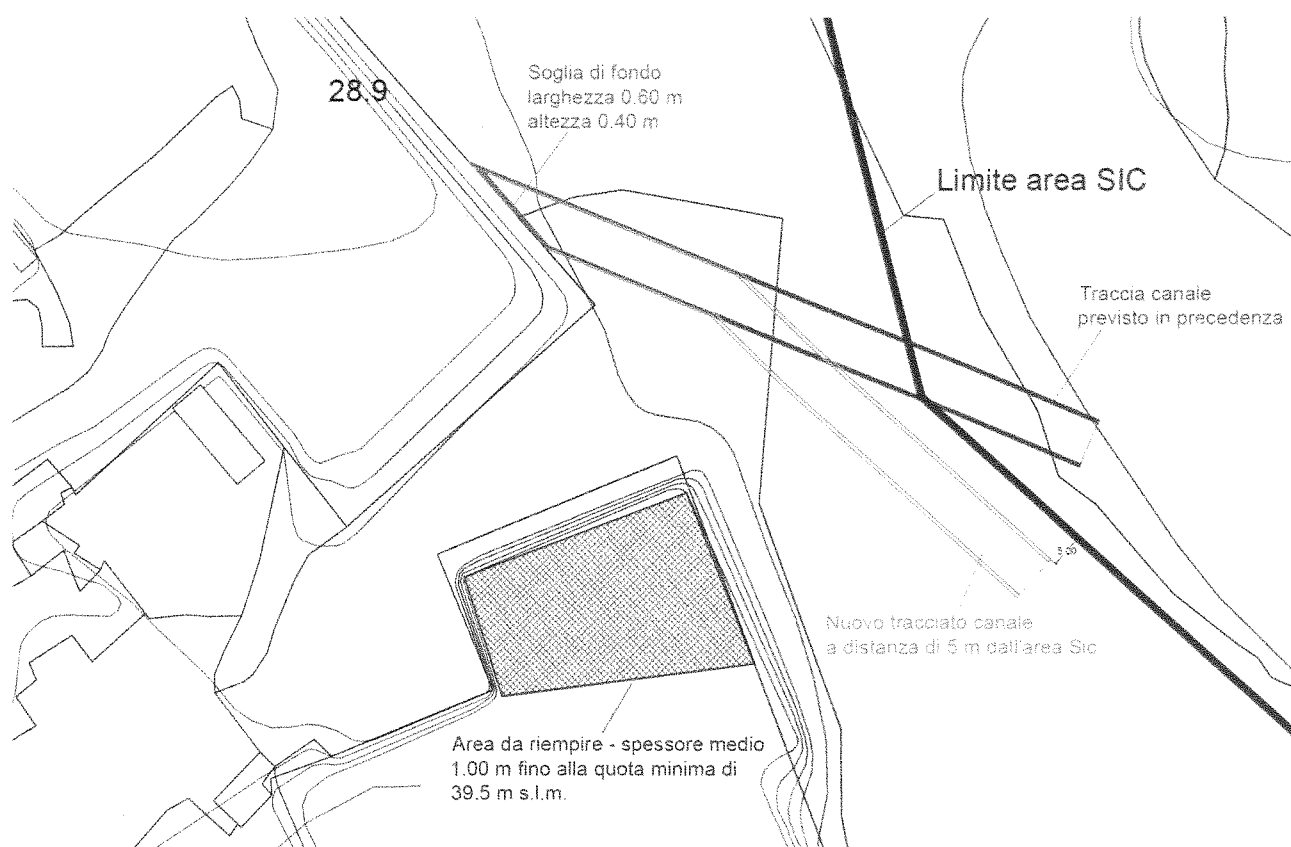 28.9
Soglia di fondo
larghezza 0.60 m
altezza 0.40 m
Limite area SIC
Traccia canale
previsto in precedenza
5.00
Nuovo tracciato canale
a distanza di 5 m dall'area Sic
Area da riempire - spessore medio
1.00 m fino alla quota minima di
39.5 m s.l.m.